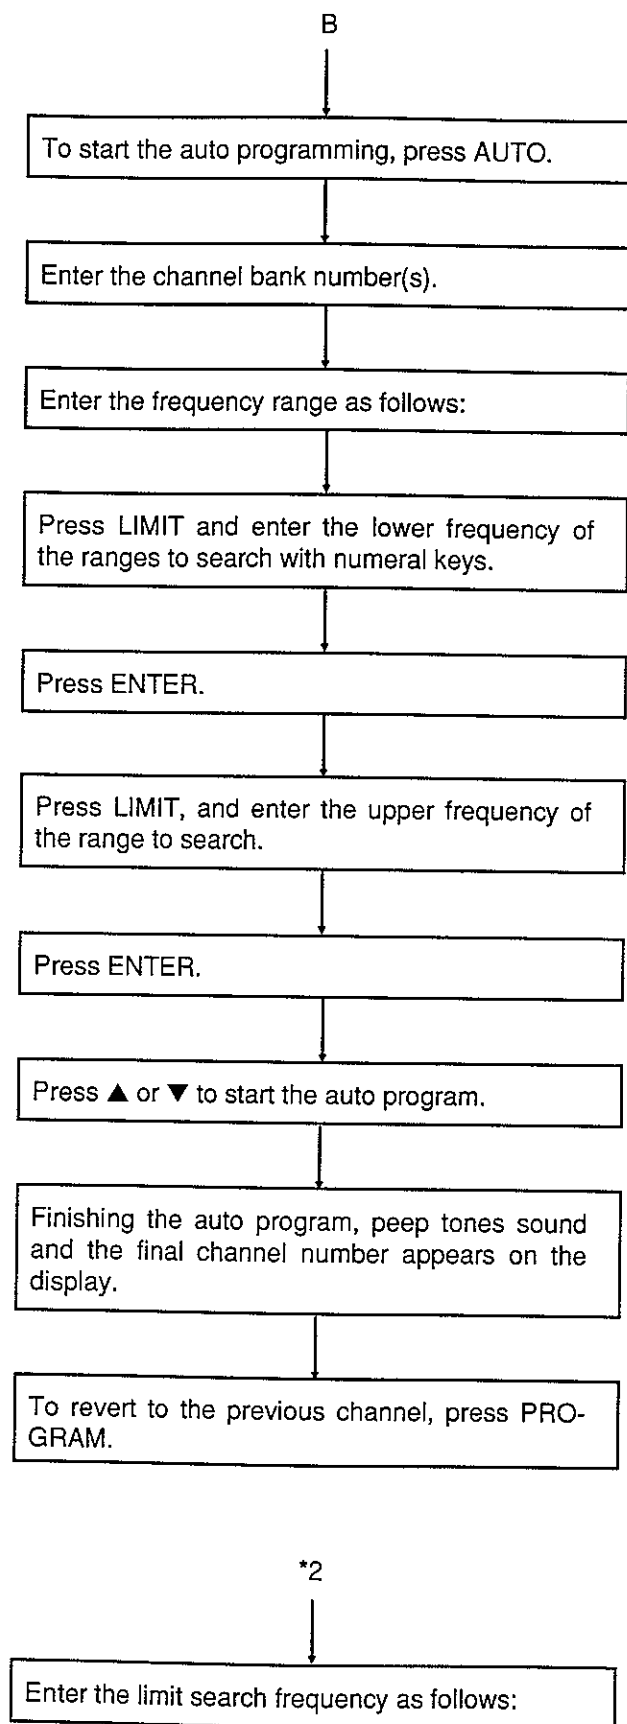 B
To start the auto programming, press AUTO.
Enter the channel bank number(s).
Enter the frequency range as follows:
Press LIMIT and enter the lower frequency of
the ranges to search with numeral keys.
Press ENTER.
Press LIMIT, and enter the upper frequency of
the range to search.
Press ENTER.
Press ▲ or ▼ to start the auto program.
Finishing the auto program, peep tones sound
and the final channel number appears on the
display.
To revert to the previous channel, press PRO-
GRAM.
*2
Enter the limit search frequency as follows: